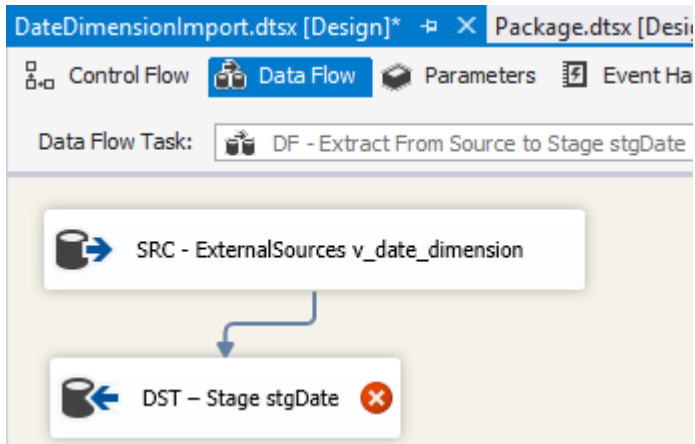 DateDimensionImport.dtsx [Design]* Package.dtsx [Desig
Control Flow Data Flow Parameters Event Ha
Data Flow Task: DF - Extract From Source to Stage stgDate
SRC - ExternalSources v_date_dimension
DST – Stage stgDate